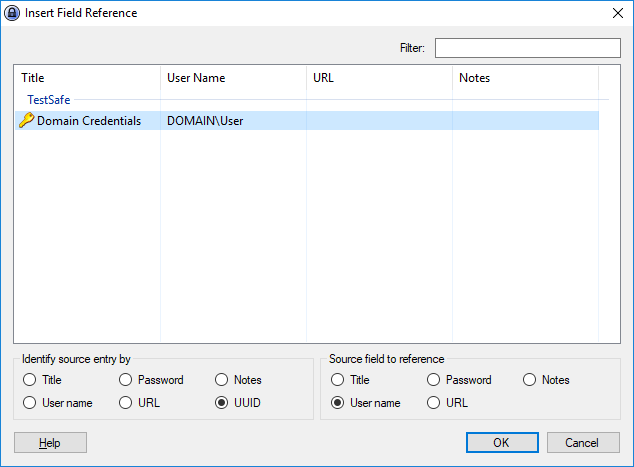 Insert Field Reference
Filter:
Title User Name URL Notes
TestSafe
Domain Credentials DOMAIN\User
Identify source entry by Source field to reference
Title Password Notes Title Password Notes
User name URL UUID User name URL
Help OK Cancel